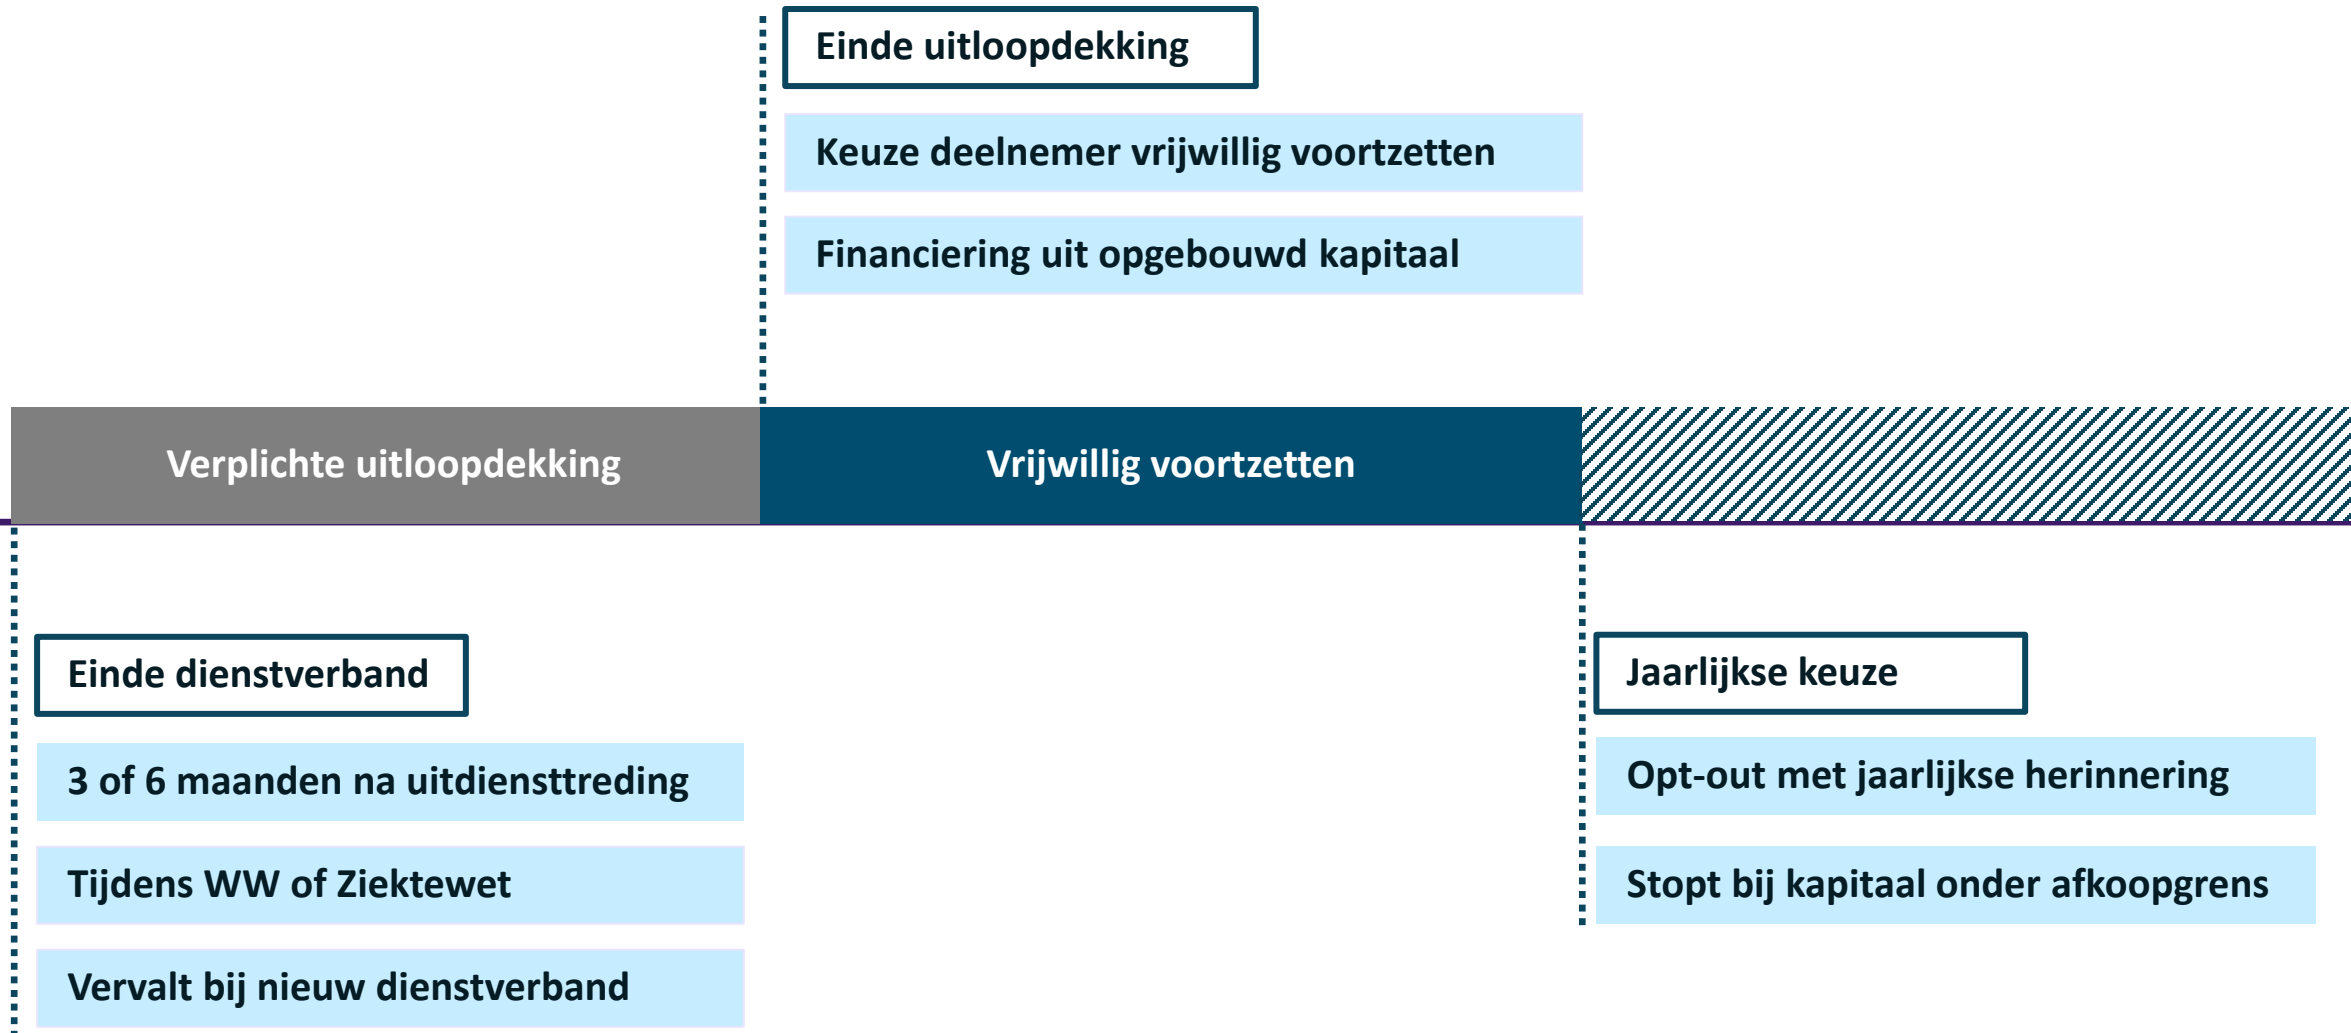 Einde uitloopdekking
Keuze deelnemer vrijwillig voortzetten
Financiering uit opgebouwd kapitaal
Verplichte uitloopdekking
Vrijwillig voortzetten
Einde dienstverband
3 of 6 maanden na uitdiensttreding
Tijdens WW of Ziektewet
Vervalt bij nieuw dienstverband
Jaarlijkse keuze
Opt-out met jaarlijkse herinnering
Stopt bij kapitaal onder afkoopgrens